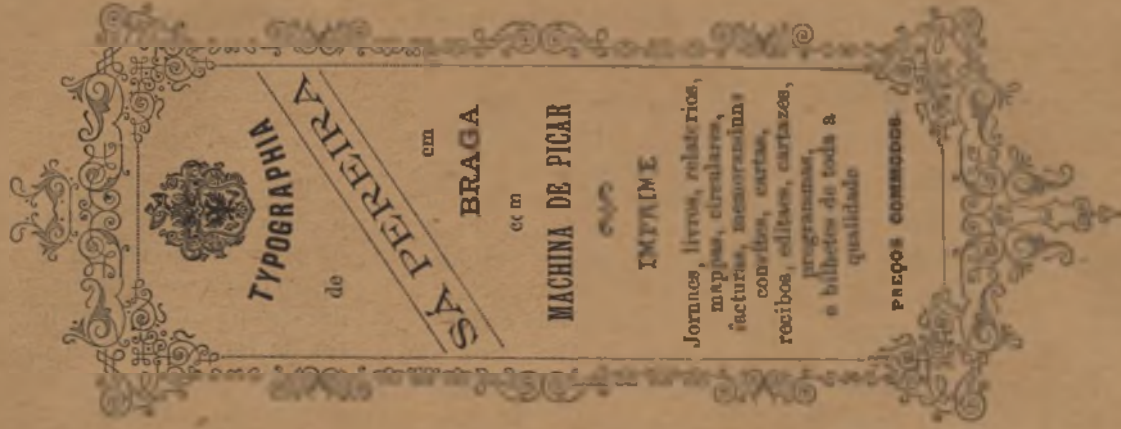 TYPOGRAPHIA
de
SÁ PEREIRA
em
BRAGA
com
MACHINA DE PICAR
IMPRIME
Jornaes, livros, relatorios,
mappas, circulares,
facturas, memoranduns
convites, cartas,
recibos, editaes, cartazes,
programmas,
e bilhetes de toda a
qualidade
PREÇOS COMMODOS